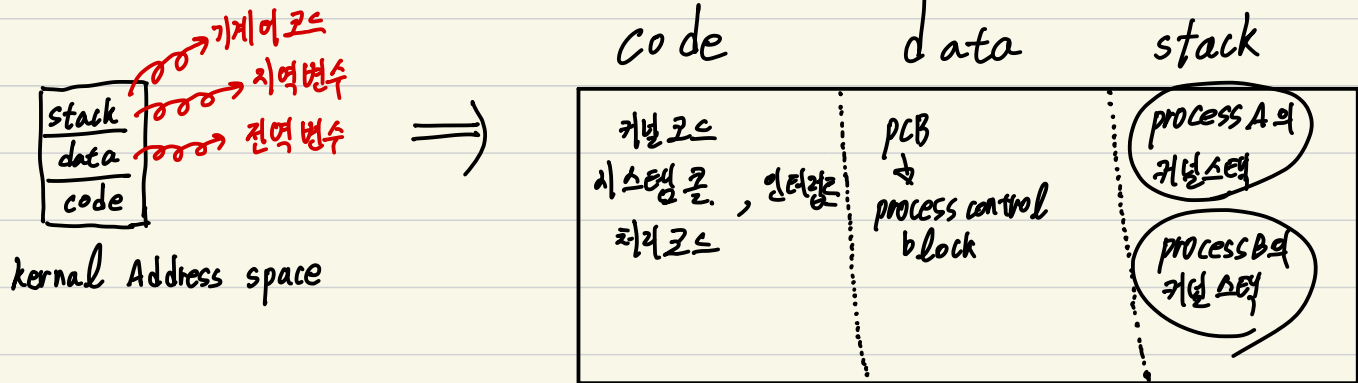 기계어 코드
지역 변수
전역 변수
stack
data
code
kernal Address space
code data stack
커널 코드
시스템 콜, 인터럽트
처리 코드
PCB
process control
block
process A의
커널스택
process B의
커널 스택